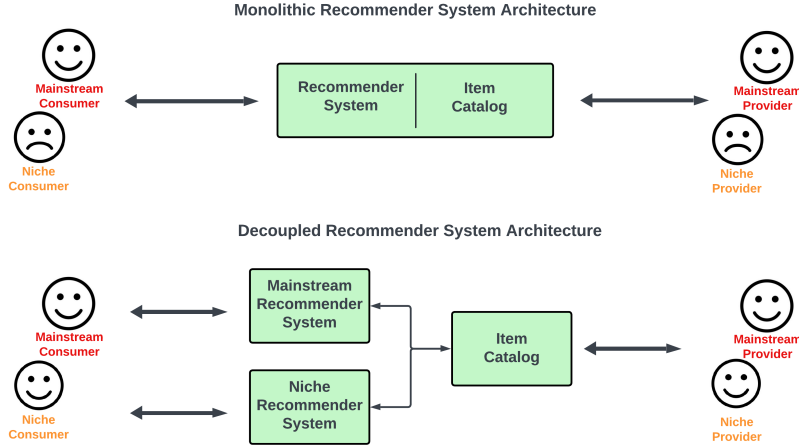 Monolithic Recommender System Architecture
Mainstream
Consumer
Niche
Consumer
Recommender
System
Item
Catalog
Mainstream
Provider
Niche
Provider
Decoupled Recommender System Architecture
Mainstream
Consumer
Niche
Consumer
Mainstream
Recommender
System
Niche
Recommender
System
Item
Catalog
Mainstream
Provider
Niche
Provider